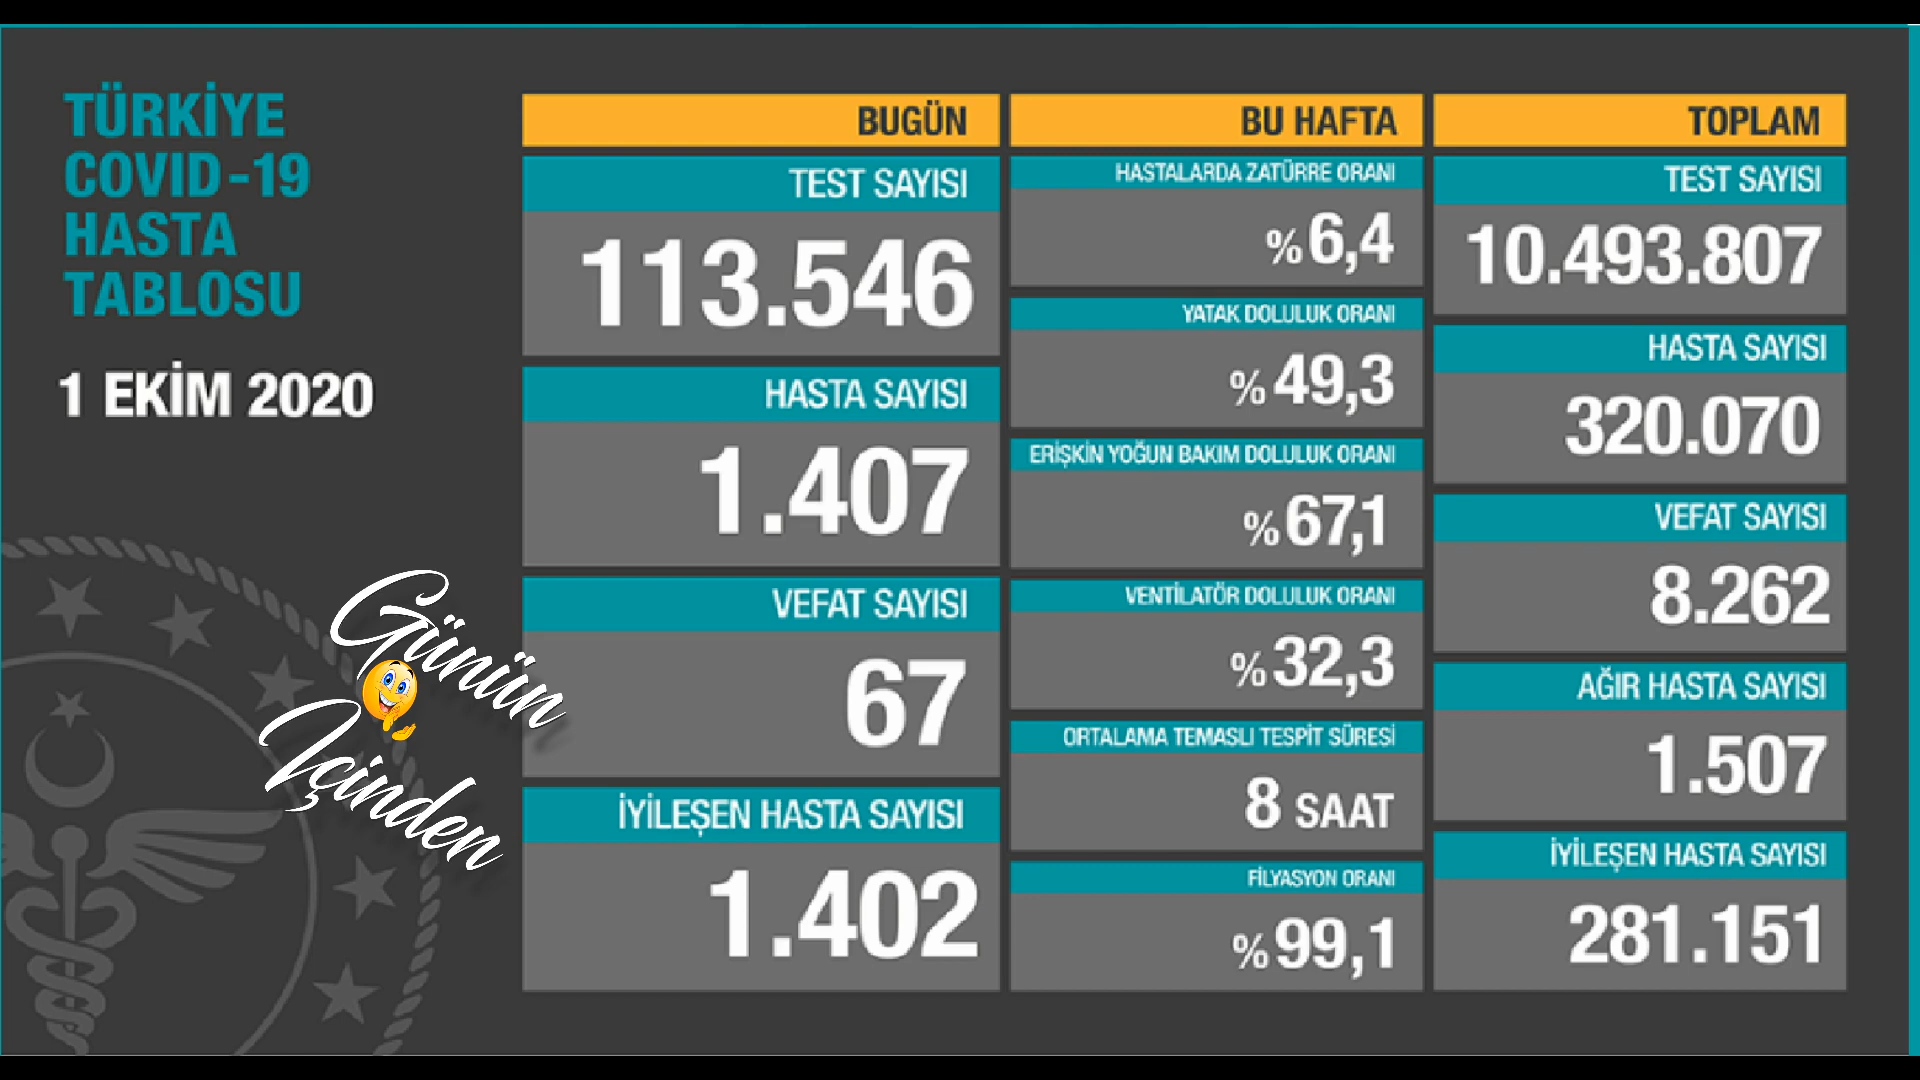 TÜRKİYE
COVID-19
HASTA
TABLOSU
1 EKİM 2020
Günün
İçinden
BUGÜN
TEST SAYISI
113.546
HASTA SAYISI
1.407
VEFAT SAYISI
67
İYİLEŞEN HASTA SAYISI
1.402
BU HAFTA
HASTALARDA ZATÜRRE ORANI
%6,4
YATAK DOLULUK ORANI
%49,3
ERİŞKİN YOĞUN BAKIM DOLULUK ORANI
%67,1
VENTİLATÖR DOLULUK ORANI
%32,3
ORTALAMA TEMASLI TESPİT SÜRESİ
8 SAAT
FİLYASYON ORANI
%99,1
TOPLAM
TEST SAYISI
10.493.807
HASTA SAYISI
320.070
VEFAT SAYISI
8.262
AĞIR HASTA SAYISI
1.507
İYİLEŞEN HASTA SAYISI
281.151